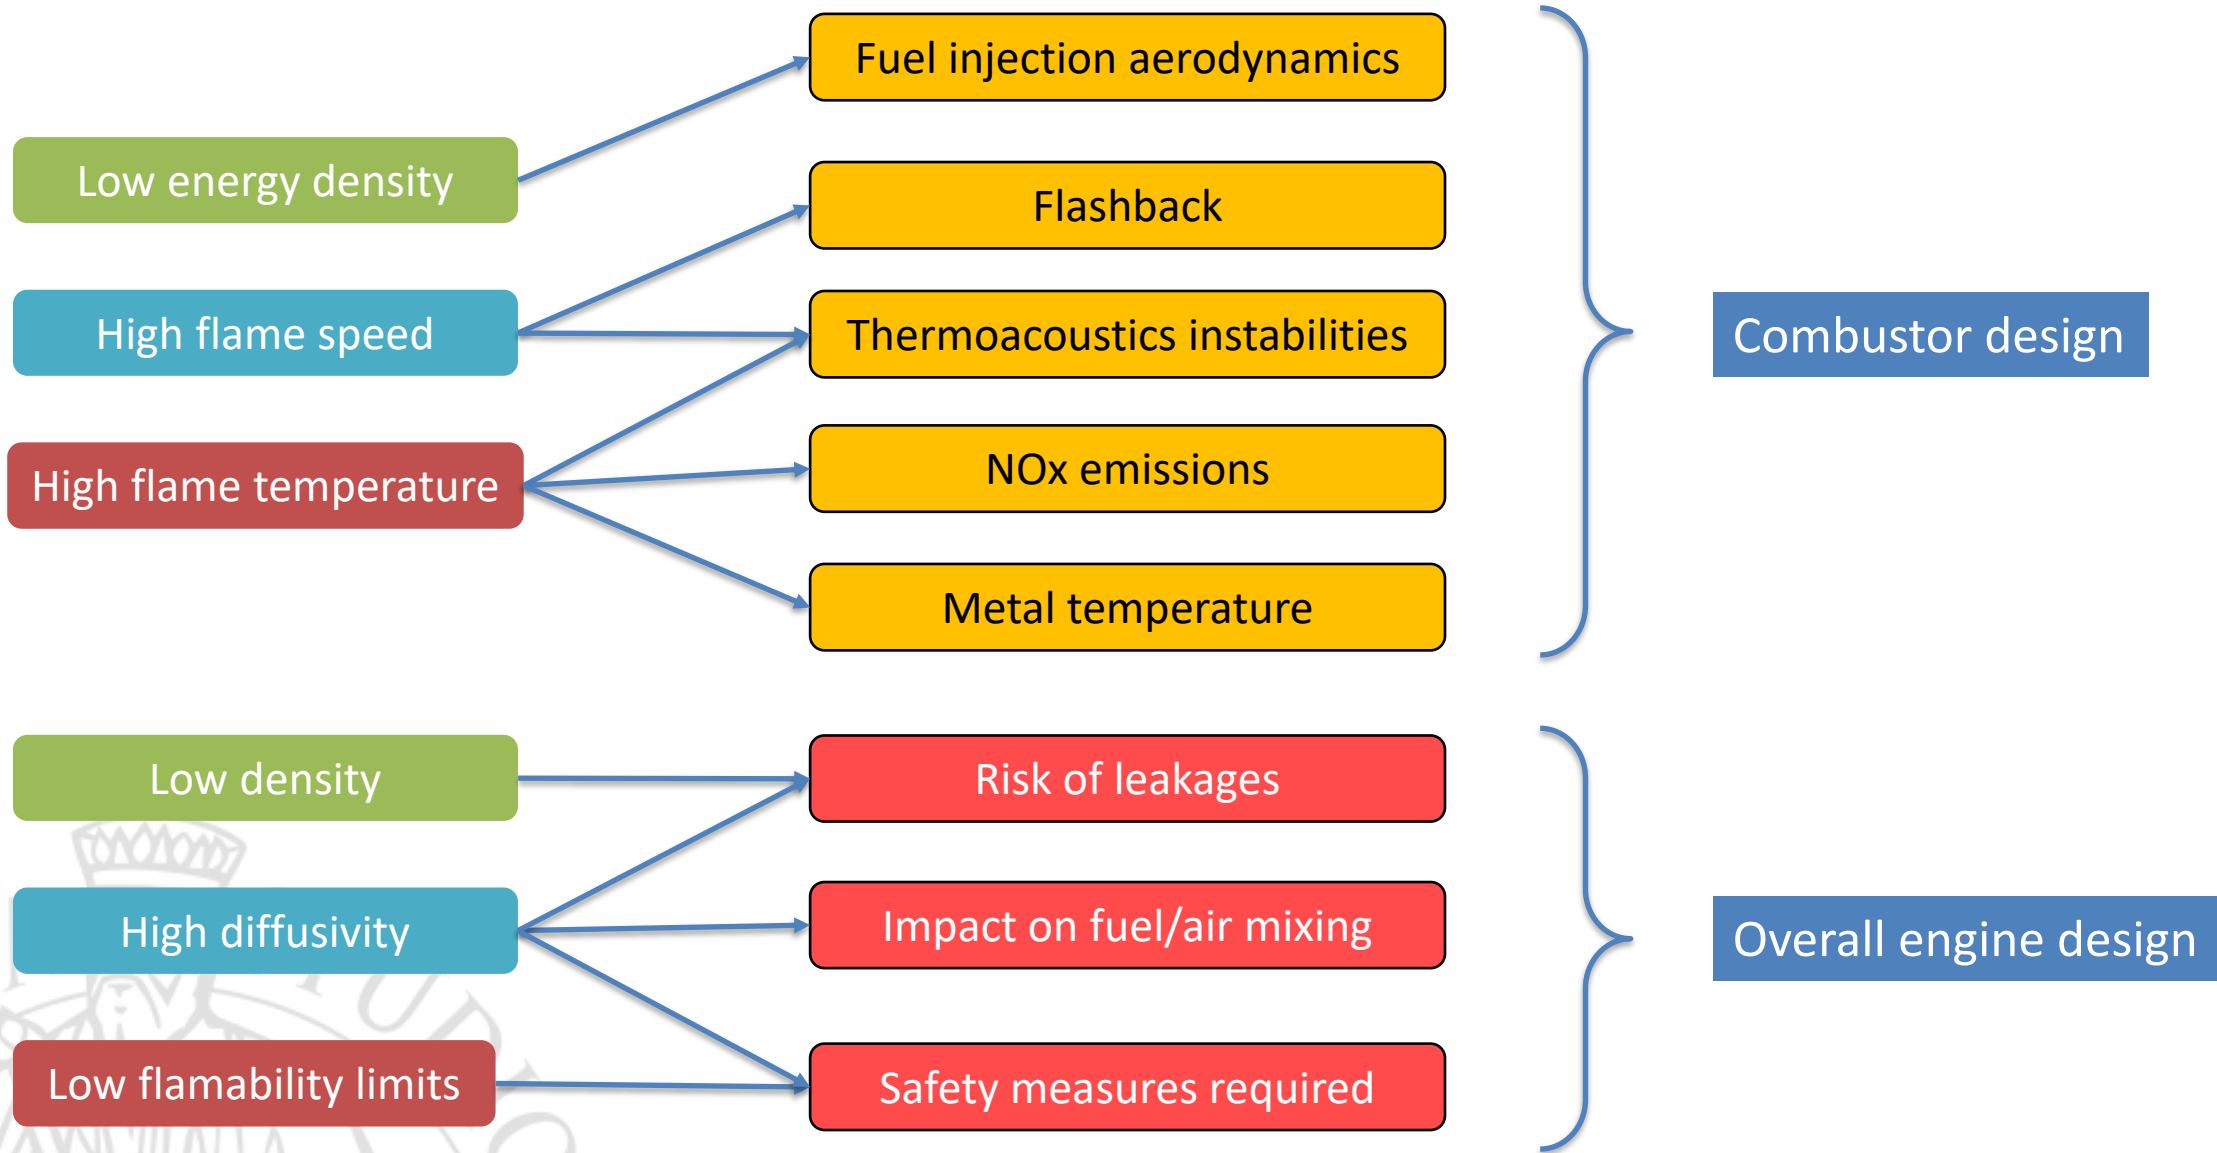 Fuel injection aerodynamics
Low energy density
Flashback
High flame speed
Thermoacoustics instabilities
Combustor design
High flame temperature
NOx emissions
Metal temperature
Low density
Risk of leakages
High diffusivity
Impact on fuel/air mixing
Overall engine design
Low flamability limits
Safety measures required